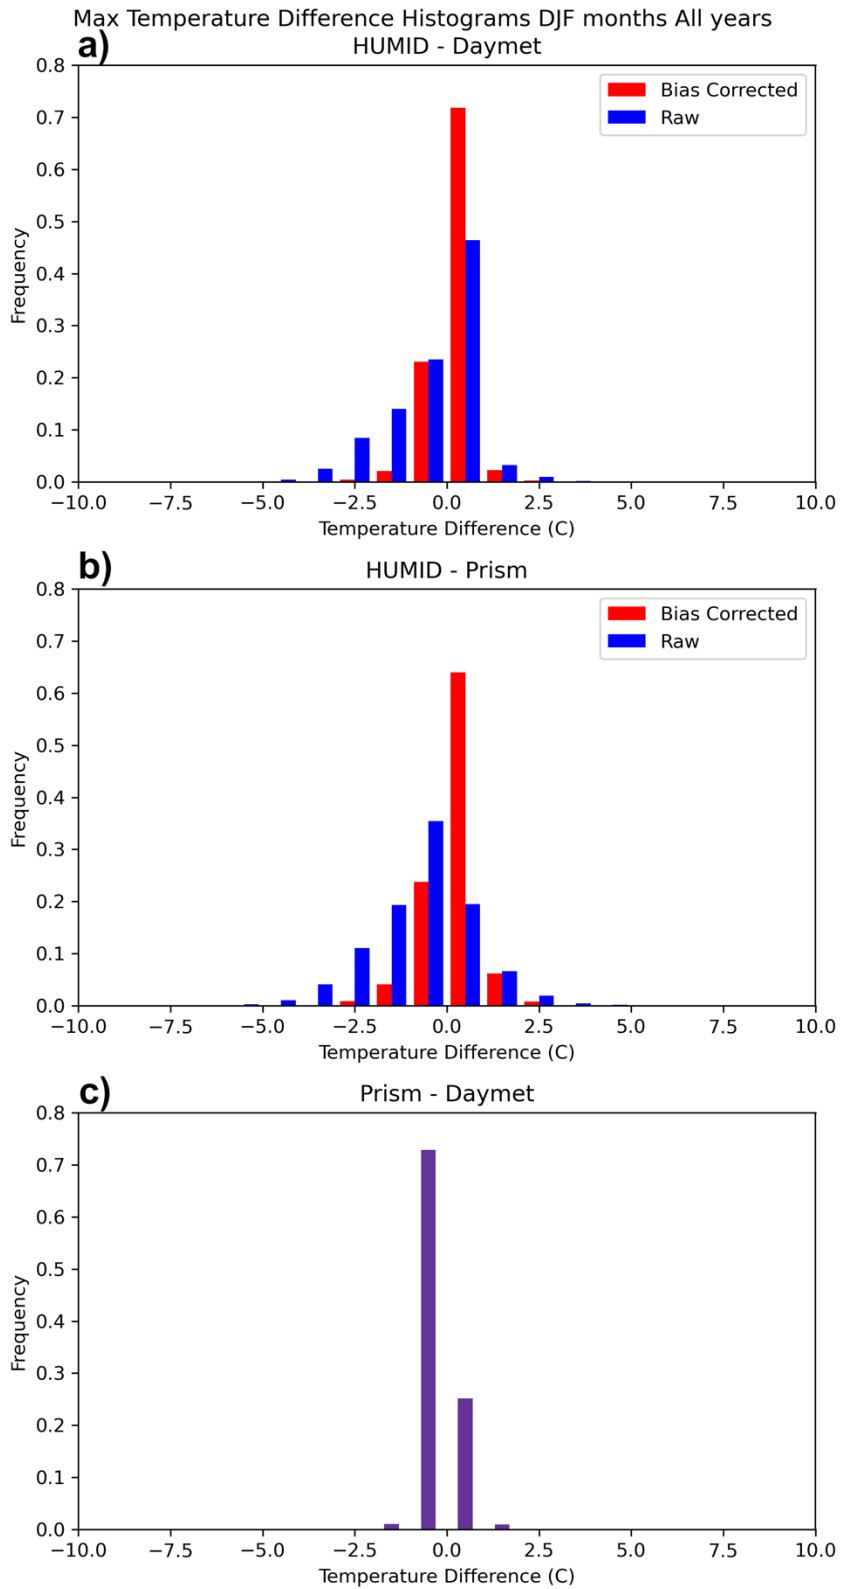 Max Temperature Difference Histograms DJF months All years
a)
HUMID - Daymet
0.8
0.7
0.6
0.5
0.4
0.3
0.2
0.1
0.0
Frequency
Bias Corrected
Raw
−10.0 −7.5 −5.0 −2.5 0.0 2.5 5.0 7.5 10.0
Temperature Difference (C)
b)
HUMID - Prism
0.8
0.7
0.6
0.5
0.4
0.3
0.2
0.1
0.0
Frequency
Bias Corrected
Raw
−10.0 −7.5 −5.0 −2.5 0.0 2.5 5.0 7.5 10.0
Temperature Difference (C)
c)
Prism - Daymet
0.8
0.7
0.6
0.5
0.4
0.3
0.2
0.1
0.0
Frequency
−10.0 −7.5 −5.0 −2.5 0.0 2.5 5.0 7.5 10.0
Temperature Difference (C)